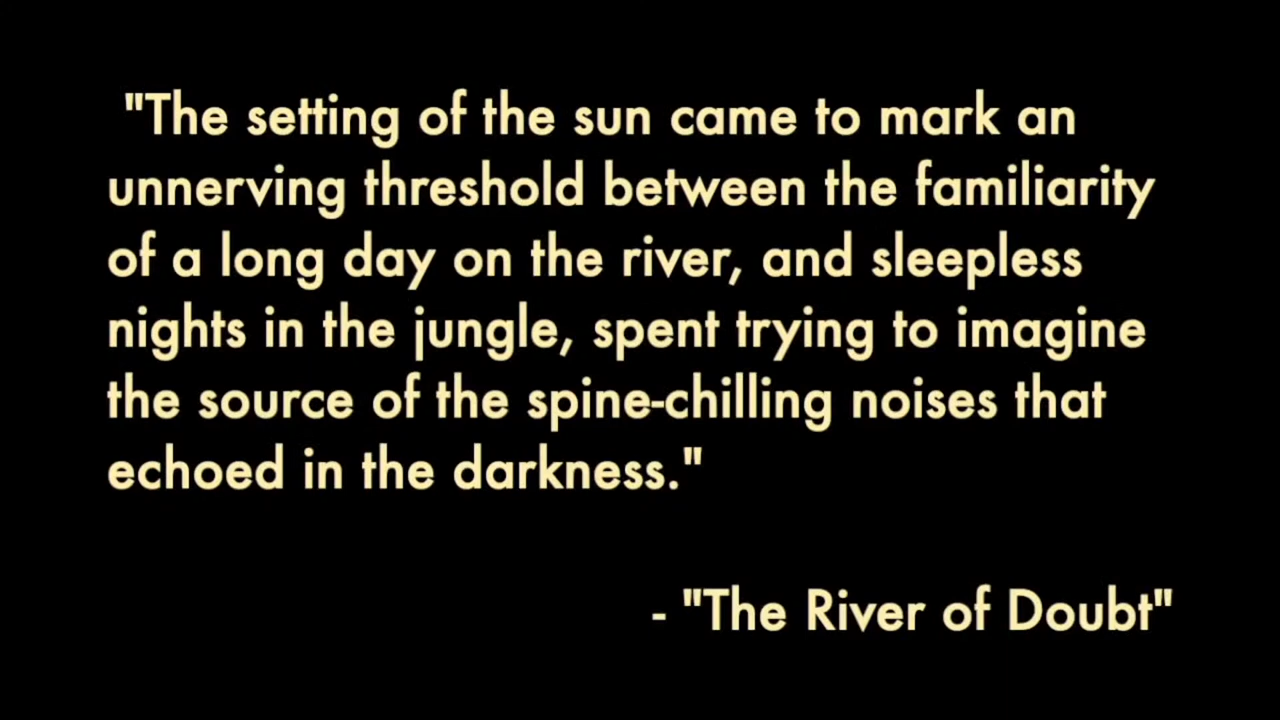 "The setting of the sun came to mark an
unnerving threshold between the familiarity
of a long day on the river, and sleepless
nights in the jungle, spent trying to imagine
the source of the spine-chilling noises that
echoed in the darkness."
- "The River of Doubt"